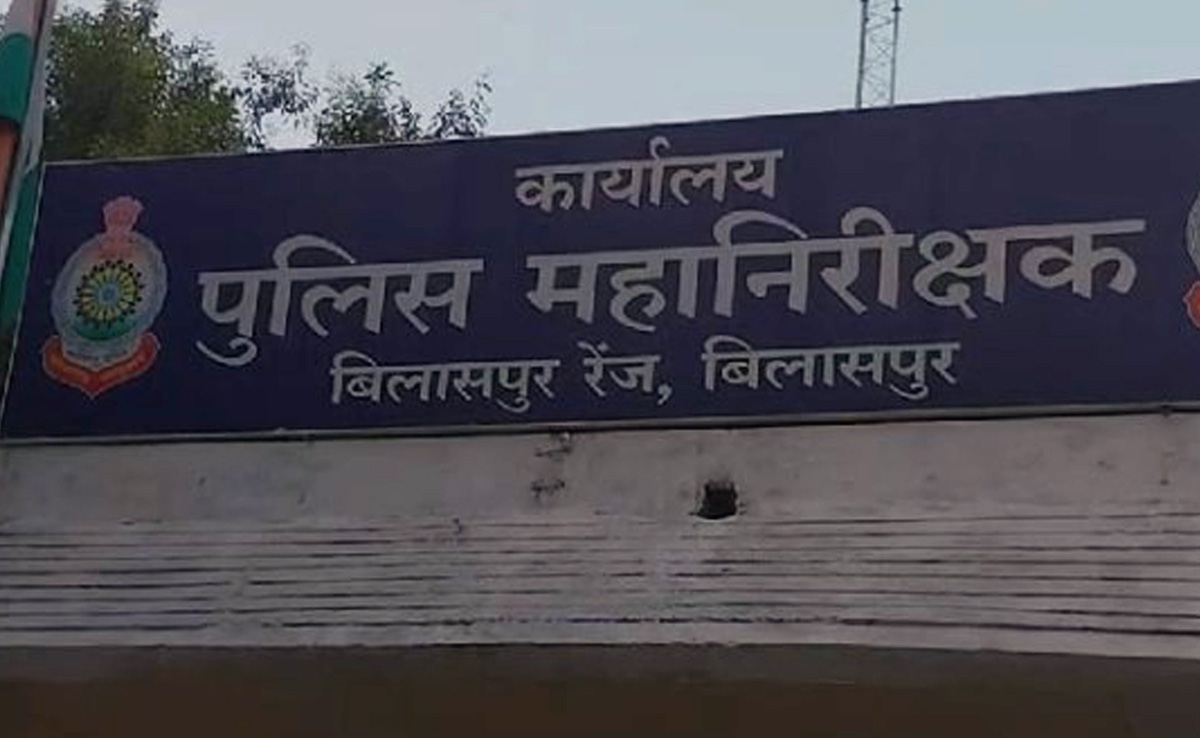 कार्यालय
पुलिस महानिरीक्षक
बिलासपुर रेंज, बिलासपुर